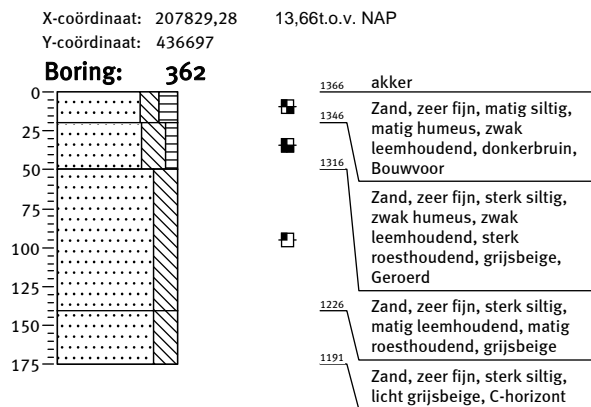 X-coördinaat: 207829,28 13,66t.o.v. NAP
Y-coördinaat: 436697
Boring: 362
0
25
50
75
100
125
150
175
1366 akker
1346
Zand, zeer fijn, matig siltig,
matig humeus, zwak
leemhoudend, donkerbruin,
Bouwvoor
1316
Zand, zeer fijn, sterk siltig,
zwak humeus, zwak
leemhoudend, sterk
roesthoudend, grijsbeige,
Geroerd
1226
Zand, zeer fijn, sterk siltig,
matig leemhoudend, matig
roesthoudend, grijsbeige
1191
Zand, zeer fijn, sterk siltig,
licht grijsbeige, C-horizont